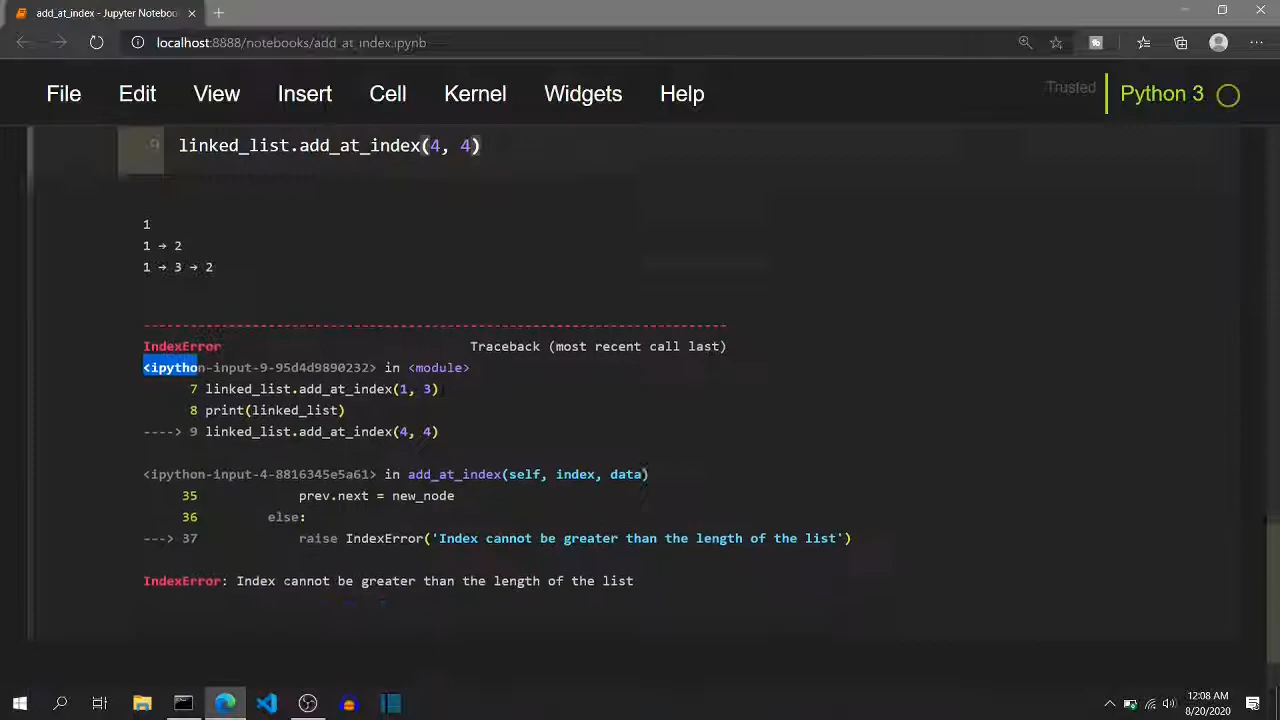 add_at_index - Jupyter Noteboo
localhost:8888/notebooks/add_at_index.ipynb
File Edit View Insert Cell Kernel Widgets Help Trusted Python 3
9 linked_list.add_at_index(4, 4)
1
1 → 2
1 → 3 → 2
---------------------------------------------------------------------------
IndexError Traceback (most recent call last)
<ipython-input-9-95d4d9890232> in <module>
7 linked_list.add_at_index(1, 3)
8 print(linked_list)
----> 9 linked_list.add_at_index(4, 4)
<ipython-input-4-8816345e5a61> in add_at_index(self, index, data)
35 prev.next = new_node
36 else:
---> 37 raise IndexError('Index cannot be greater than the length of the list')
IndexError: Index cannot be greater than the length of the list
12:08 AM
8/20/2020